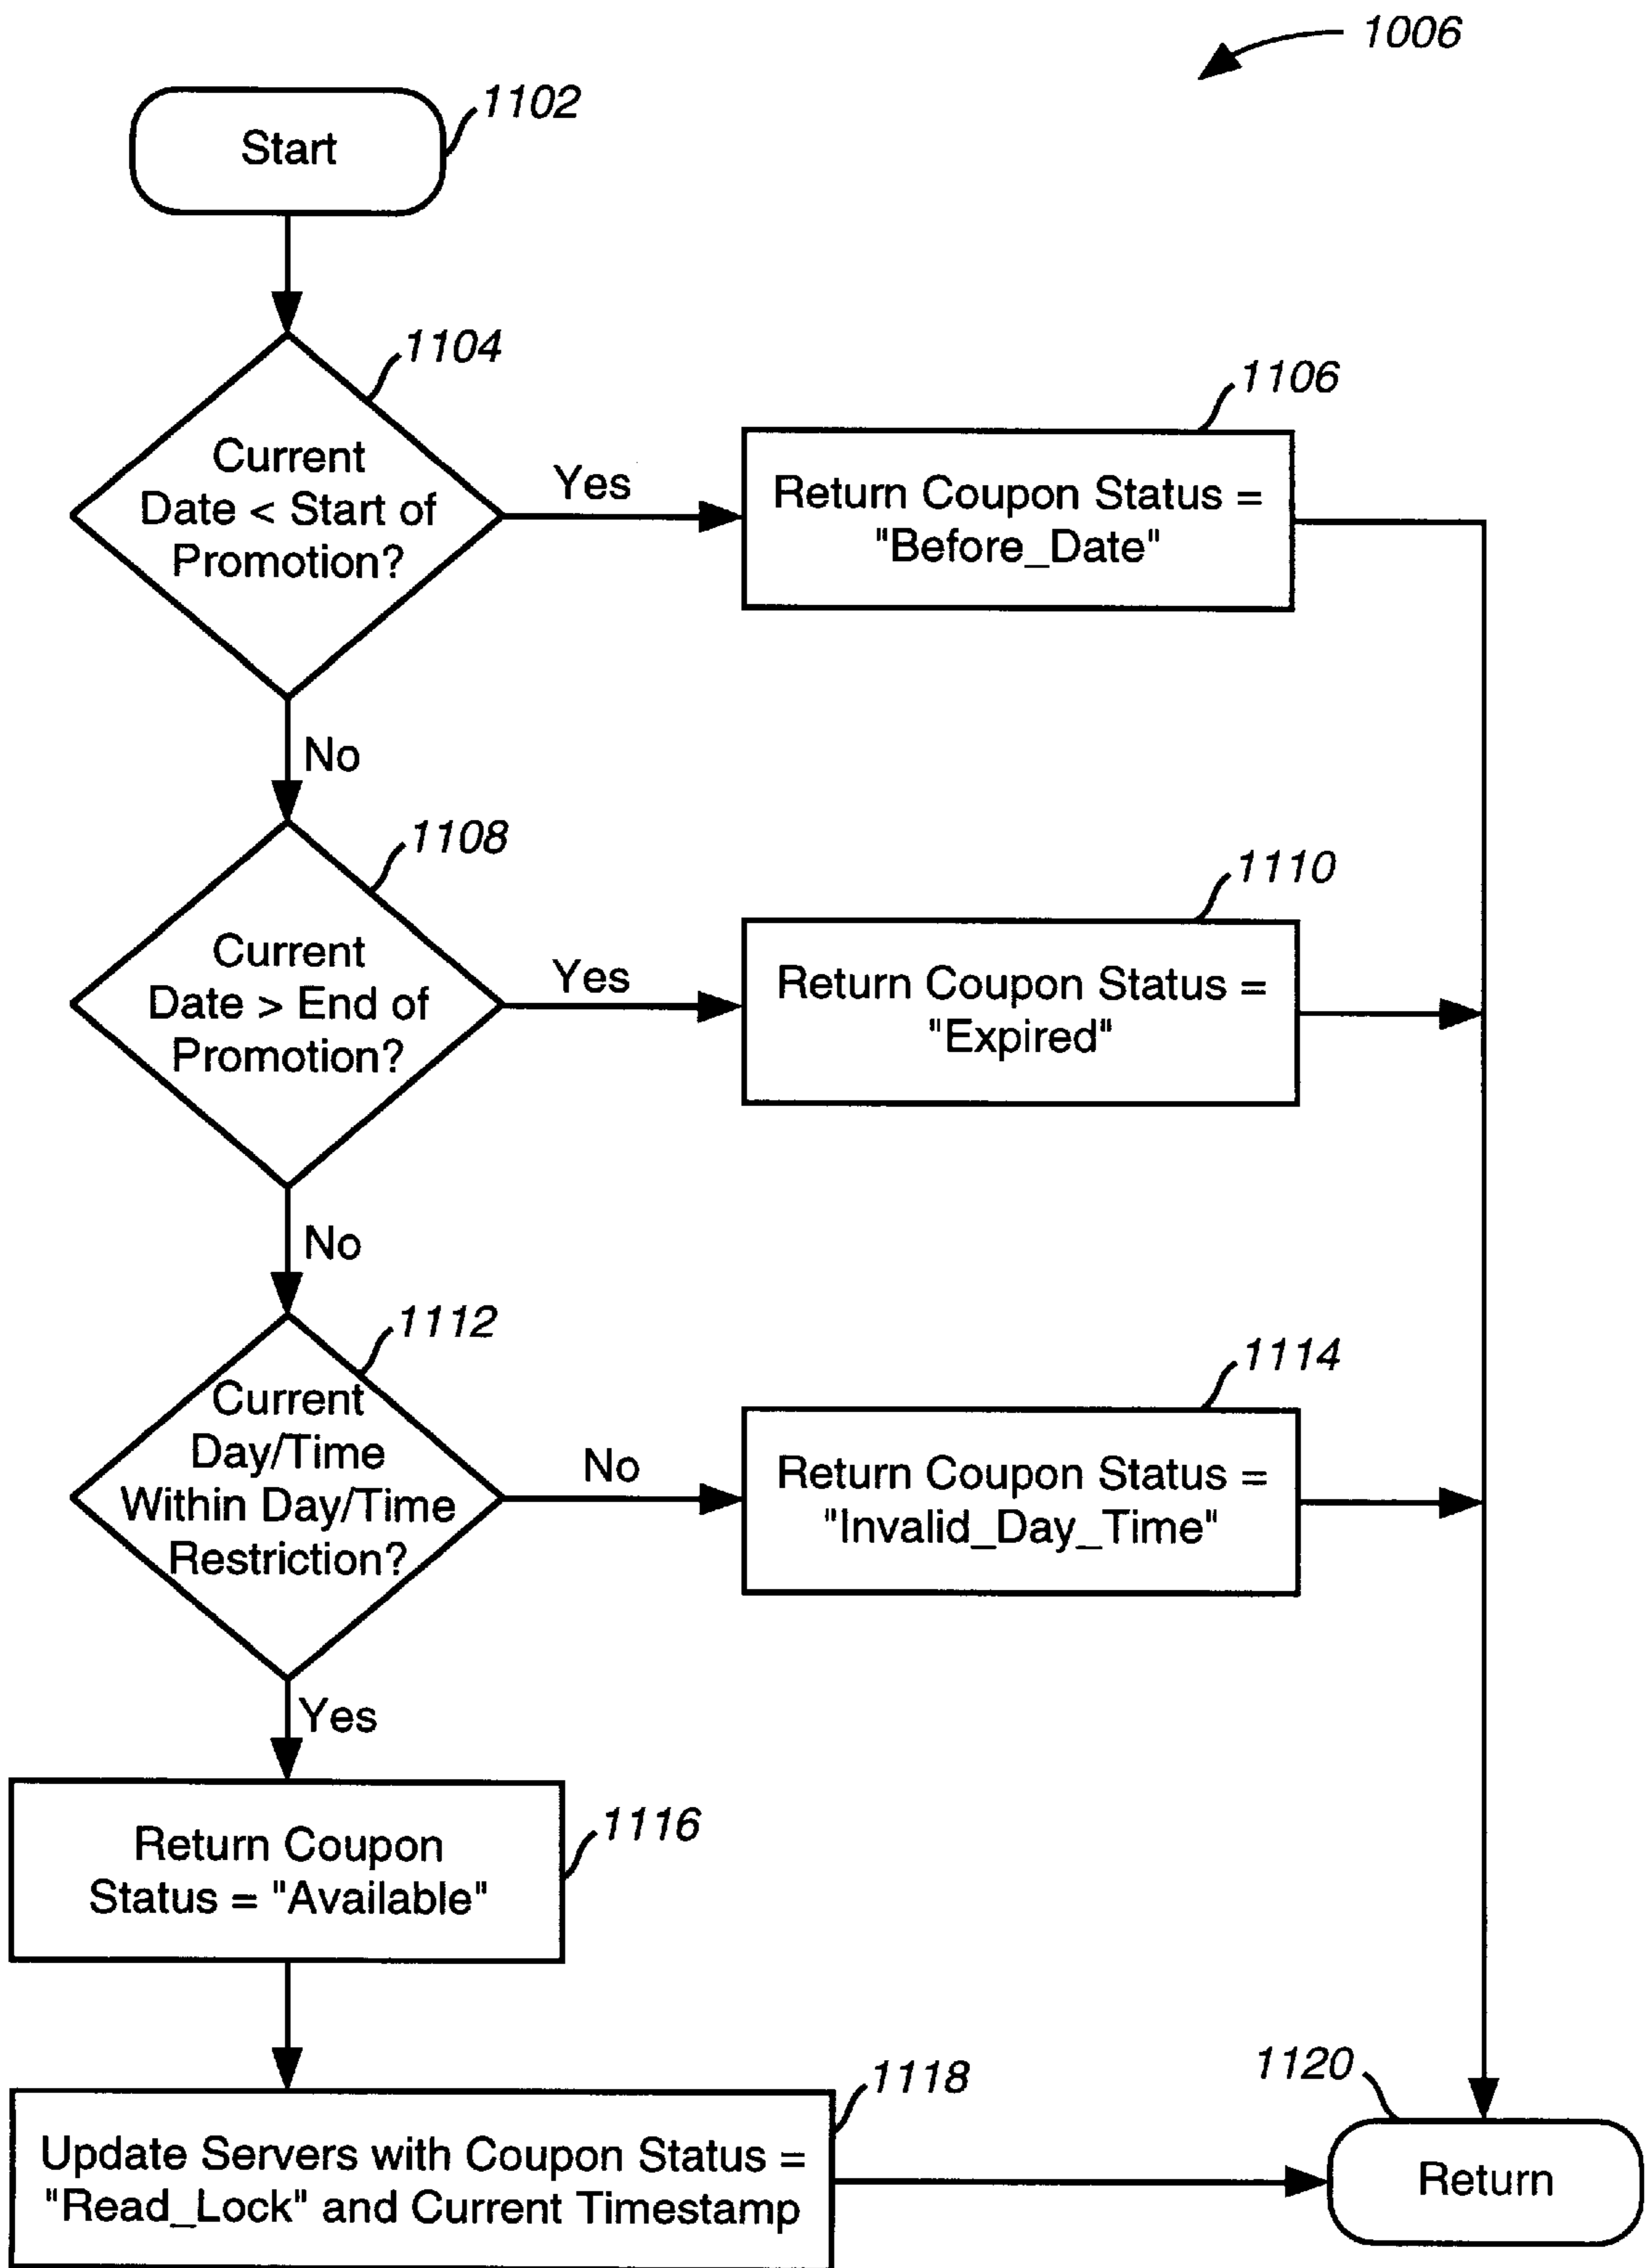 1006
1102
Start
1104
Current
Date < Start of
Promotion?
Yes
1106
Return Coupon Status =
"Before_Date"
No
1108
Current
Date > End of
Promotion?
Yes
1110
Return Coupon Status =
"Expired"
No
1112
Current
Day/Time
Within Day/Time
Restriction?
No
1114
Return Coupon Status =
"Invalid_Day_Time"
Yes
1116
Return Coupon
Status = "Available"
1118
Update Servers with Coupon Status =
"Read_Lock" and Current Timestamp
1120
Return